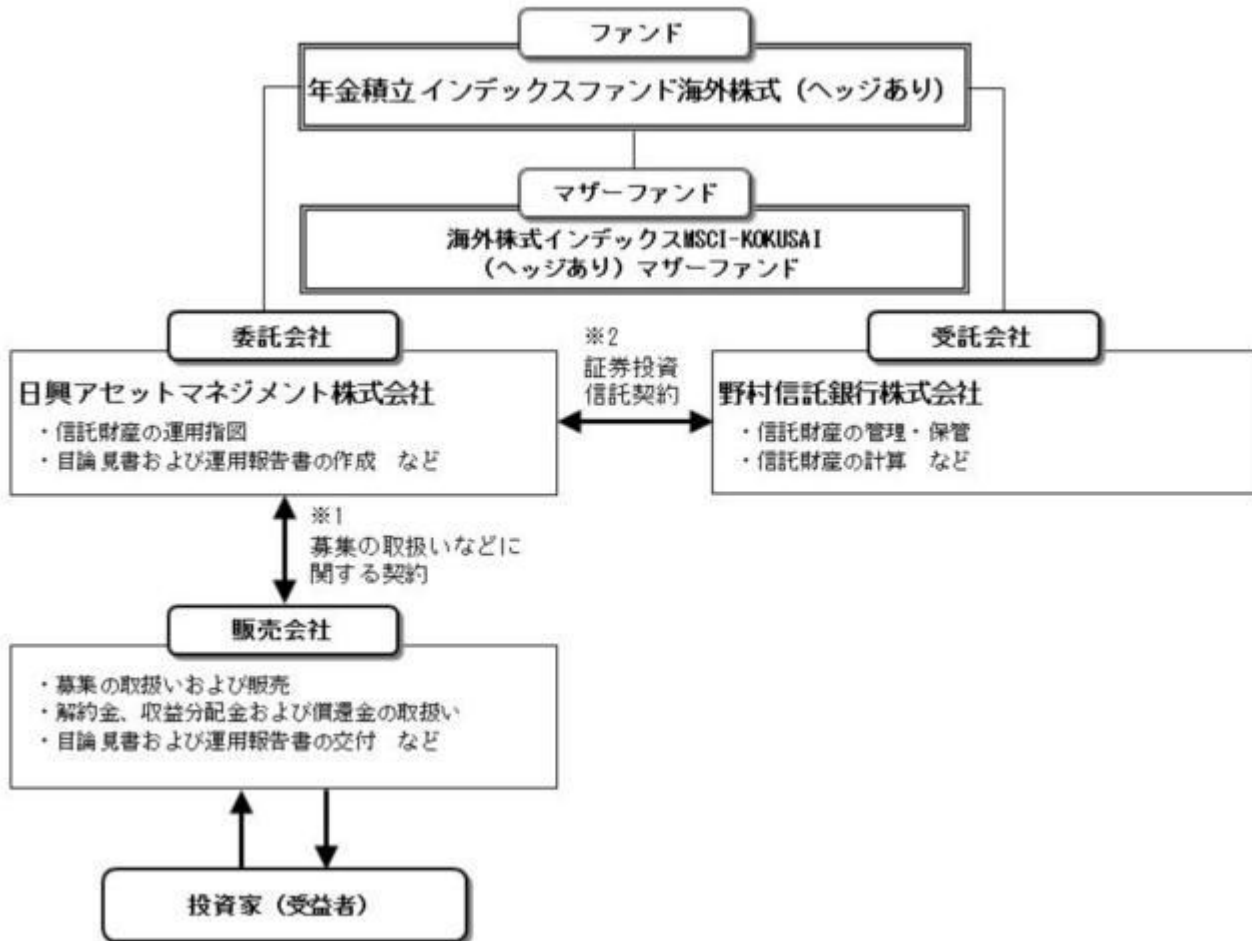 ファンド
年金積立 インデックスファンド海外株式（ヘッジあり）
マザーファンド
海外株式インデックスMSCI-KOKUSAI
（ヘッジあり）マザーファンド
委託会社
日興アセットマネジメント株式会社
・信託財産の運用指図
・目論見書および運用報告書の作成　など
※2
証券投資
信託契約
受託会社
野村信託銀行株式会社
・信託財産の管理・保管
・信託財産の計算　など
※1
募集の取扱いなどに
関する契約
販売会社
・募集の取扱いおよび販売
・解約金、収益分配金および償還金の取扱い
・目論見書および運用報告書の交付　など
投資家（受益者）